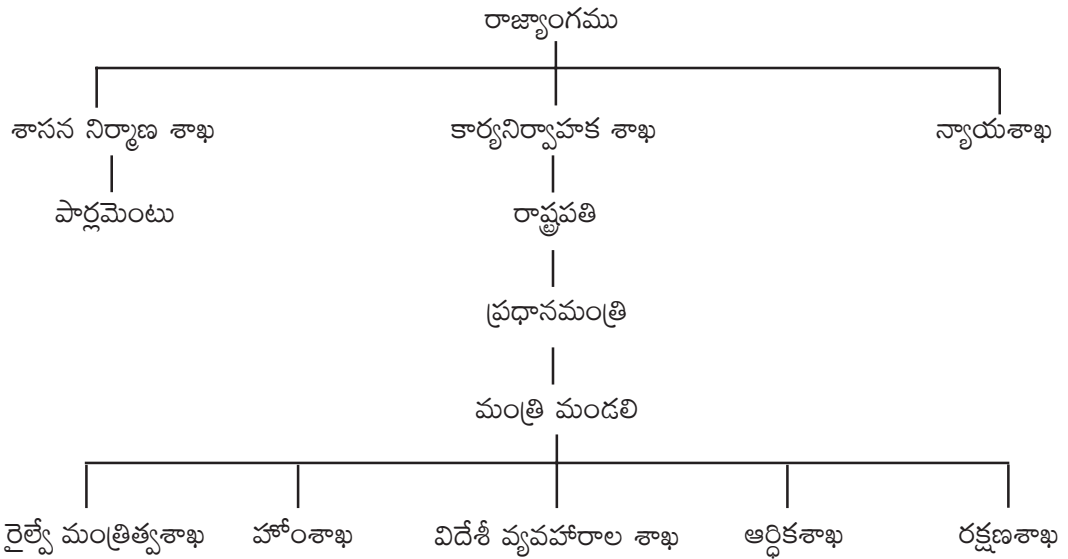 రాజ్యాంగము
శాసన నిర్మాణ శాఖ కార్యనిర్వాహక శాఖ న్యాయశాఖ
పార్లమెంటు రాష్ట్రపతి
ప్రధానమంత్రి
మంత్రి మండలి
రైల్వే మంత్రిత్వశాఖ హోంశాఖ విదేశీ వ్యవహారాల శాఖ ఆర్ధికశాఖ రక్షణశాఖ